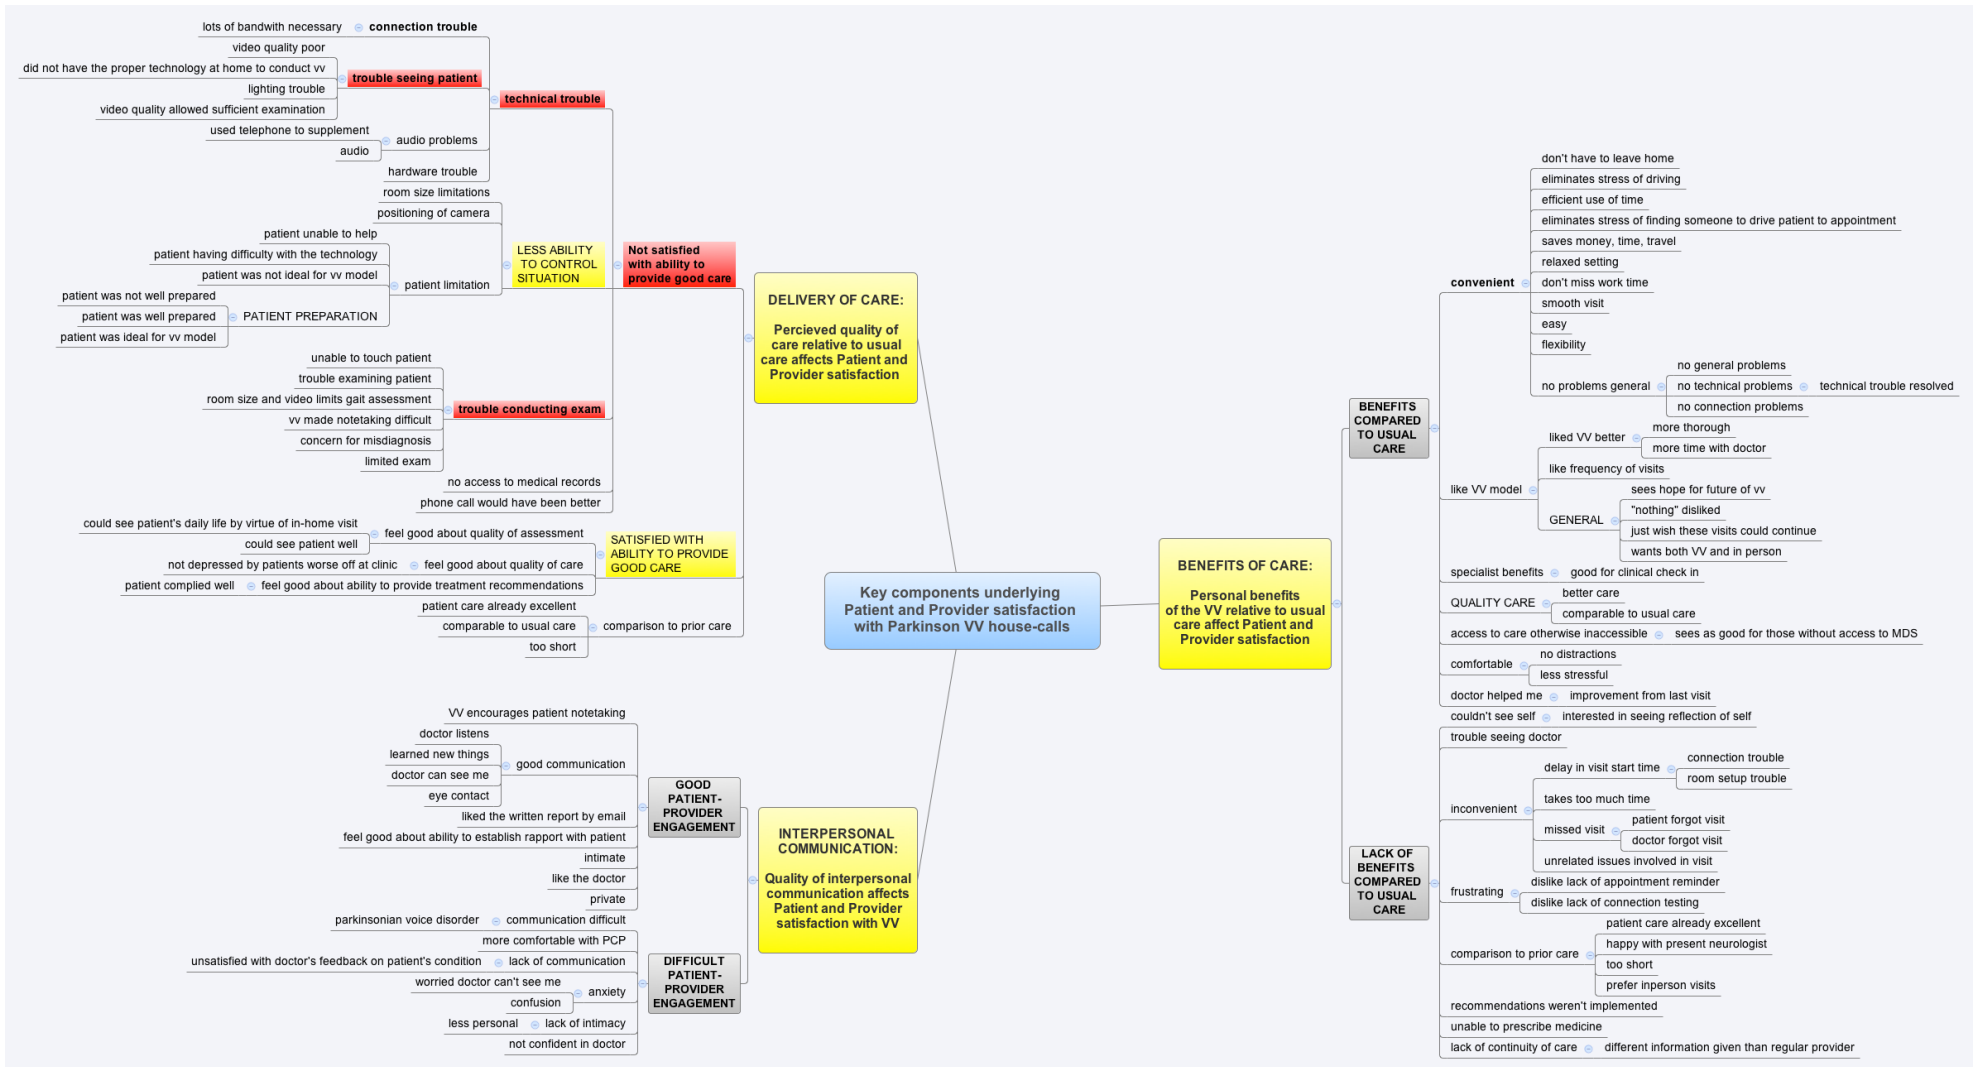 lots of bandwith necessary
connection trouble
video quality poor
did not have the proper technology at home to conduct vv
trouble seeing patient
lighting trouble
video quality allowed sufficient examination
technical trouble
used telephone to supplement
audio problems
audio
hardware trouble
room size limitations
positioning of camera
patient unable to help
patient having difficulty with the technology
patient was not ideal for vv model
patient limitation
patient was not well prepared
patient was well prepared
PATIENT PREPARATION
patient was ideal for vv model
LESS ABILITY
TO CONTROL
SITUATION
Not satisfied
with ability to
provide good care
unable to touch patient
trouble examining patient
room size and video limits gait assessment
trouble conducting exam
vv made notetaking difficult
concern for misdiagnosis
limited exam
no access to medical records
phone call would have been better
could see patient's daily life by virtue of in-home visit
feel good about quality of assessment
could see patient well
not depressed by patients worse off at clinic
feel good about quality of care
patient complied well
feel good about ability to provide treatment recommendations
SATISFIED WITH
ABILITY TO PROVIDE
GOOD CARE
patient care already excellent
comparable to usual care
comparison to prior care
too short
DELIVERY OF CARE:
Percieved quality of
care relative to usual
care affects Patient and
Provider satisfaction
VV encourages patient notetaking
doctor listens
learned new things
good communication
doctor can see me
eye contact
liked the written report by email
feel good about ability to establish rapport with patient
intimate
like the doctor
private
GOOD
PATIENT-
PROVIDER
ENGAGEMENT
parkinsonian voice disorder
communication difficult
more comfortable with PCP
unsatisfied with doctor's feedback on patient's condition
lack of communication
worried doctor can't see me
anxiety
confusion
less personal
lack of intimacy
not confident in doctor
DIFFICULT
PATIENT-
PROVIDER
ENGAGEMENT
INTERPERSONAL
COMMUNICATION:
Quality of interpersonal
communication affects
Patient and Provider
satisfaction with VV
Key components underlying
Patient and Provider satisfaction
with Parkinson VV house-calls
BENEFITS OF CARE:
Personal benefits
of the VV relative to usual
care affect Patient and
Provider satisfaction
BENEFITS
COMPARED
TO USUAL
CARE
convenient
don't have to leave home
eliminates stress of driving
efficient use of time
eliminates stress of finding someone to drive patient to appointment
saves money, time, travel
relaxed setting
don't miss work time
smooth visit
easy
flexibility
no problems general
no general problems
no technical problems
technical trouble resolved
no connection problems
like VV model
liked VV better
more thorough
more time with doctor
like frequency of visits
GENERAL
sees hope for future of vv
"nothing" disliked
just wish these visits could continue
wants both VV and in person
specialist benefits
good for clinical check in
QUALITY CARE
better care
comparable to usual care
access to care otherwise inaccessible
sees as good for those without access to MDS
comfortable
no distractions
less stressful
doctor helped me
improvement from last visit
LACK OF
BENEFITS
COMPARED
TO USUAL
CARE
couldn't see self
interested in seeing reflection of self
trouble seeing doctor
inconvenient
delay in visit start time
connection trouble
room setup trouble
takes too much time
missed visit
patient forgot visit
doctor forgot visit
unrelated issues involved in visit
frustrating
dislike lack of appointment reminder
dislike lack of connection testing
comparison to prior care
patient care already excellent
happy with present neurologist
too short
prefer inperson visits
recommendations weren't implemented
unable to prescribe medicine
lack of continuity of care
different information given than regular provider